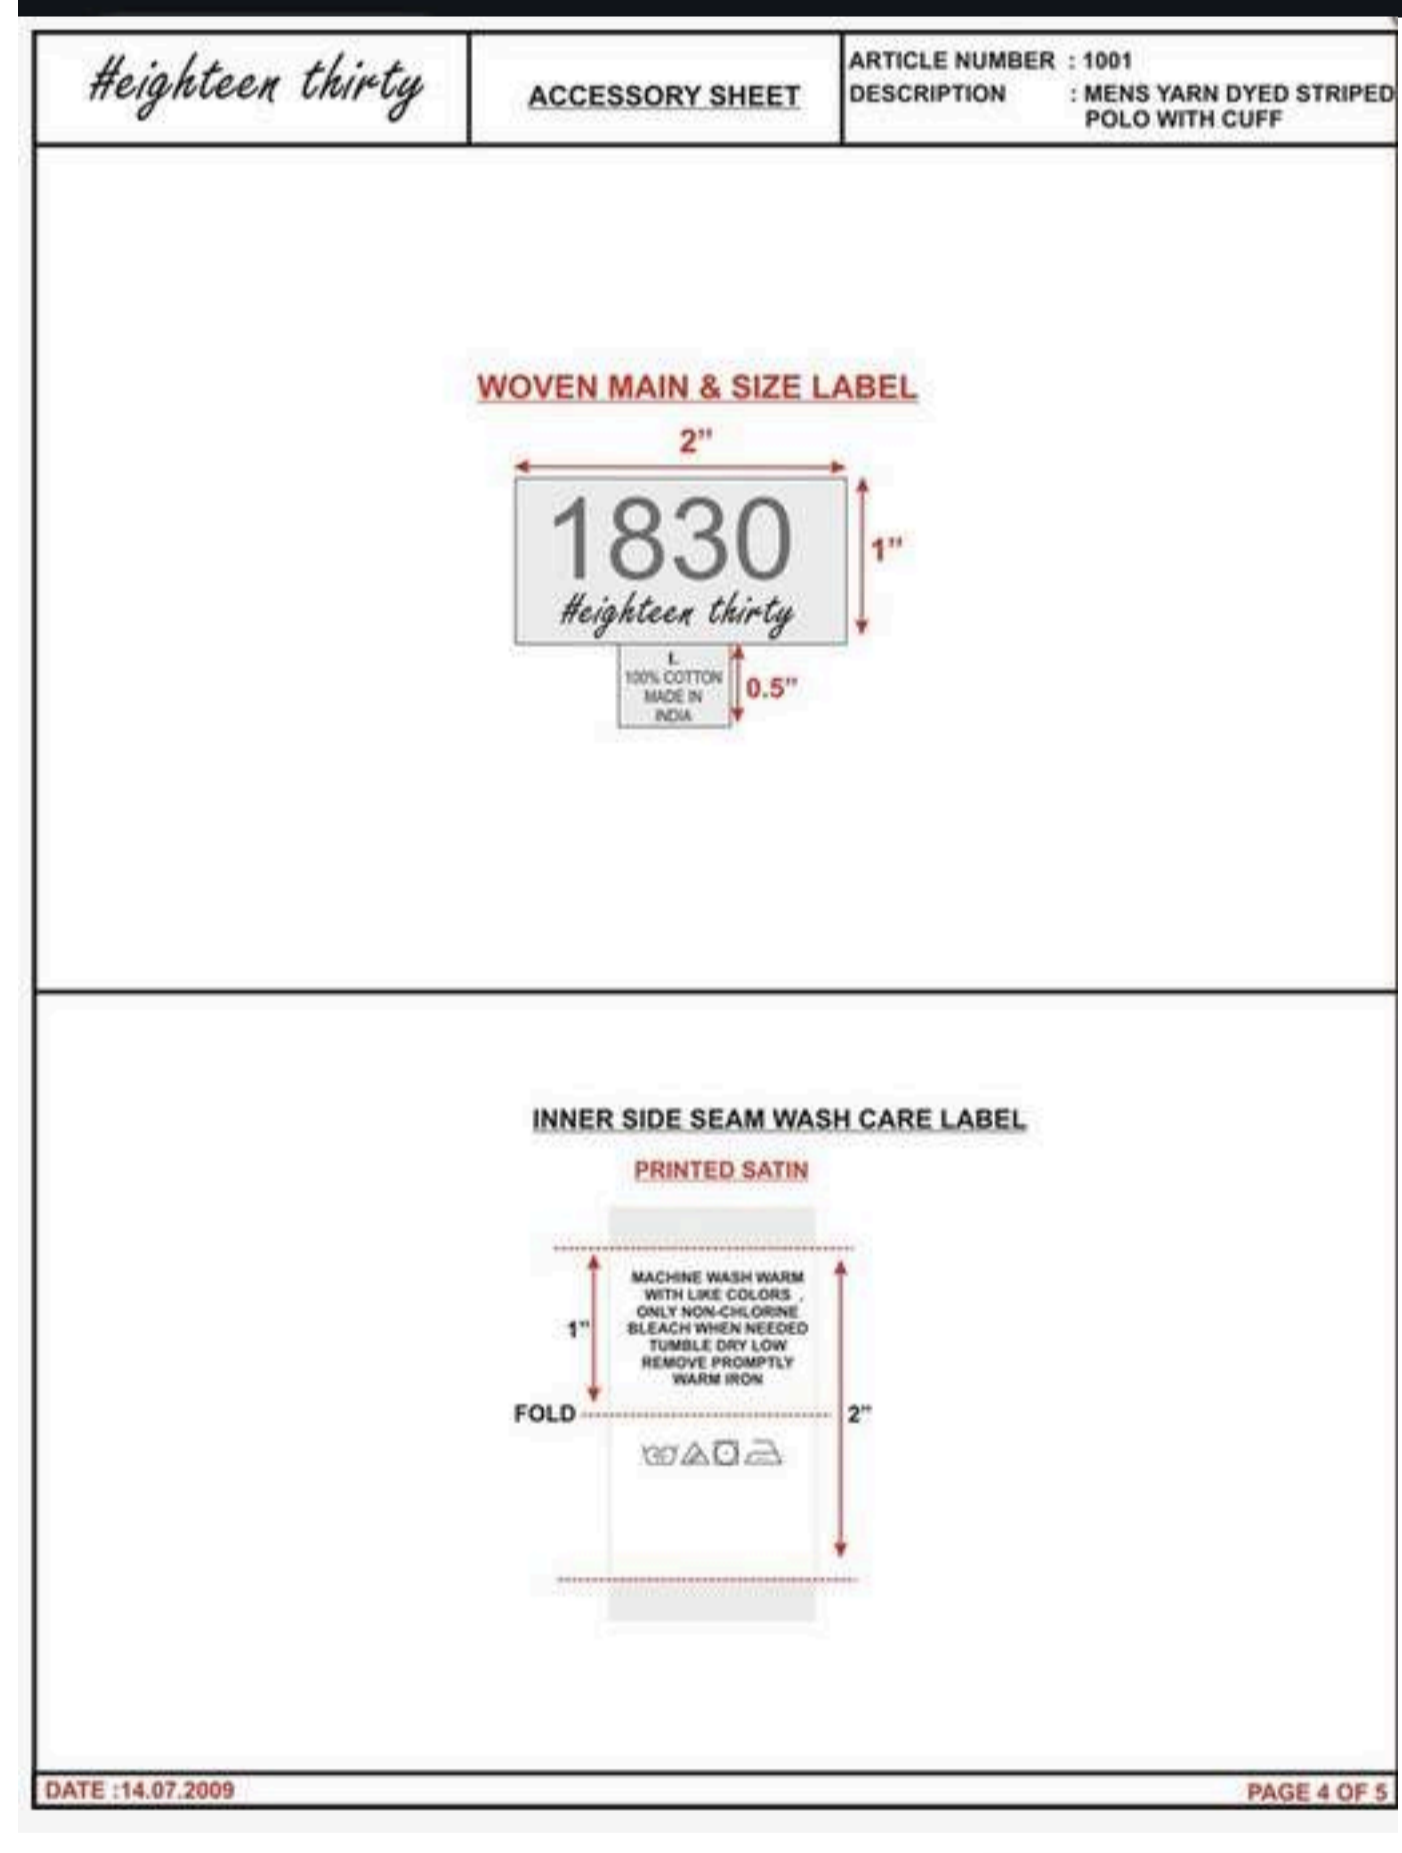 #eighteen thirty
ACCESSORY SHEET
ARTICLE NUMBER : 1001
DESCRIPTION : MENS YARN DYED STRIPED
POLO WITH CUFF
WOVEN MAIN & SIZE LABEL
2"
1830
#eighteen thirty
1"
L
100% COTTON
MADE IN
INDIA
0.5"
INNER SIDE SEAM WASH CARE LABEL
PRINTED SATIN
MACHINE WASH WARM
WITH LIKE COLORS ,
ONLY NON-CHLORINE
BLEACH WHEN NEEDED
TUMBLE DRY LOW
REMOVE PROMPTLY
WARM IRON
1"
FOLD
2"
DATE :14.07.2009
PAGE 4 OF 5